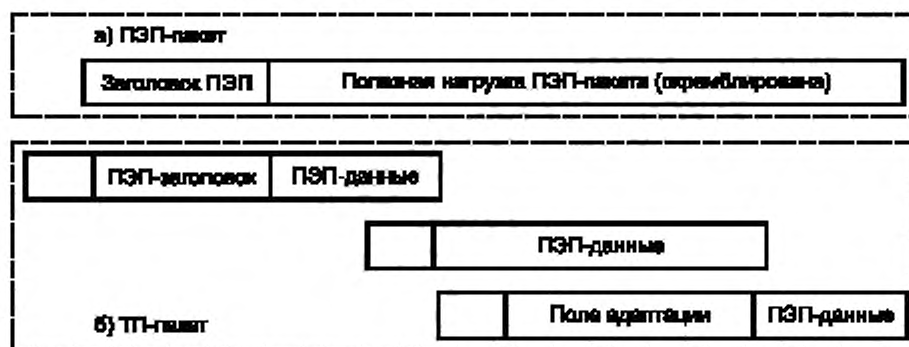 а) ПЭП-пакет
Заголовок ПЭП Полезная нагрузка ПЭП-пакета (скремблирована)
ПЭП-заголовок ПЭП-данные
ПЭП-данные
Поле адаптации ПЭП-данные
б) ТП-пакет